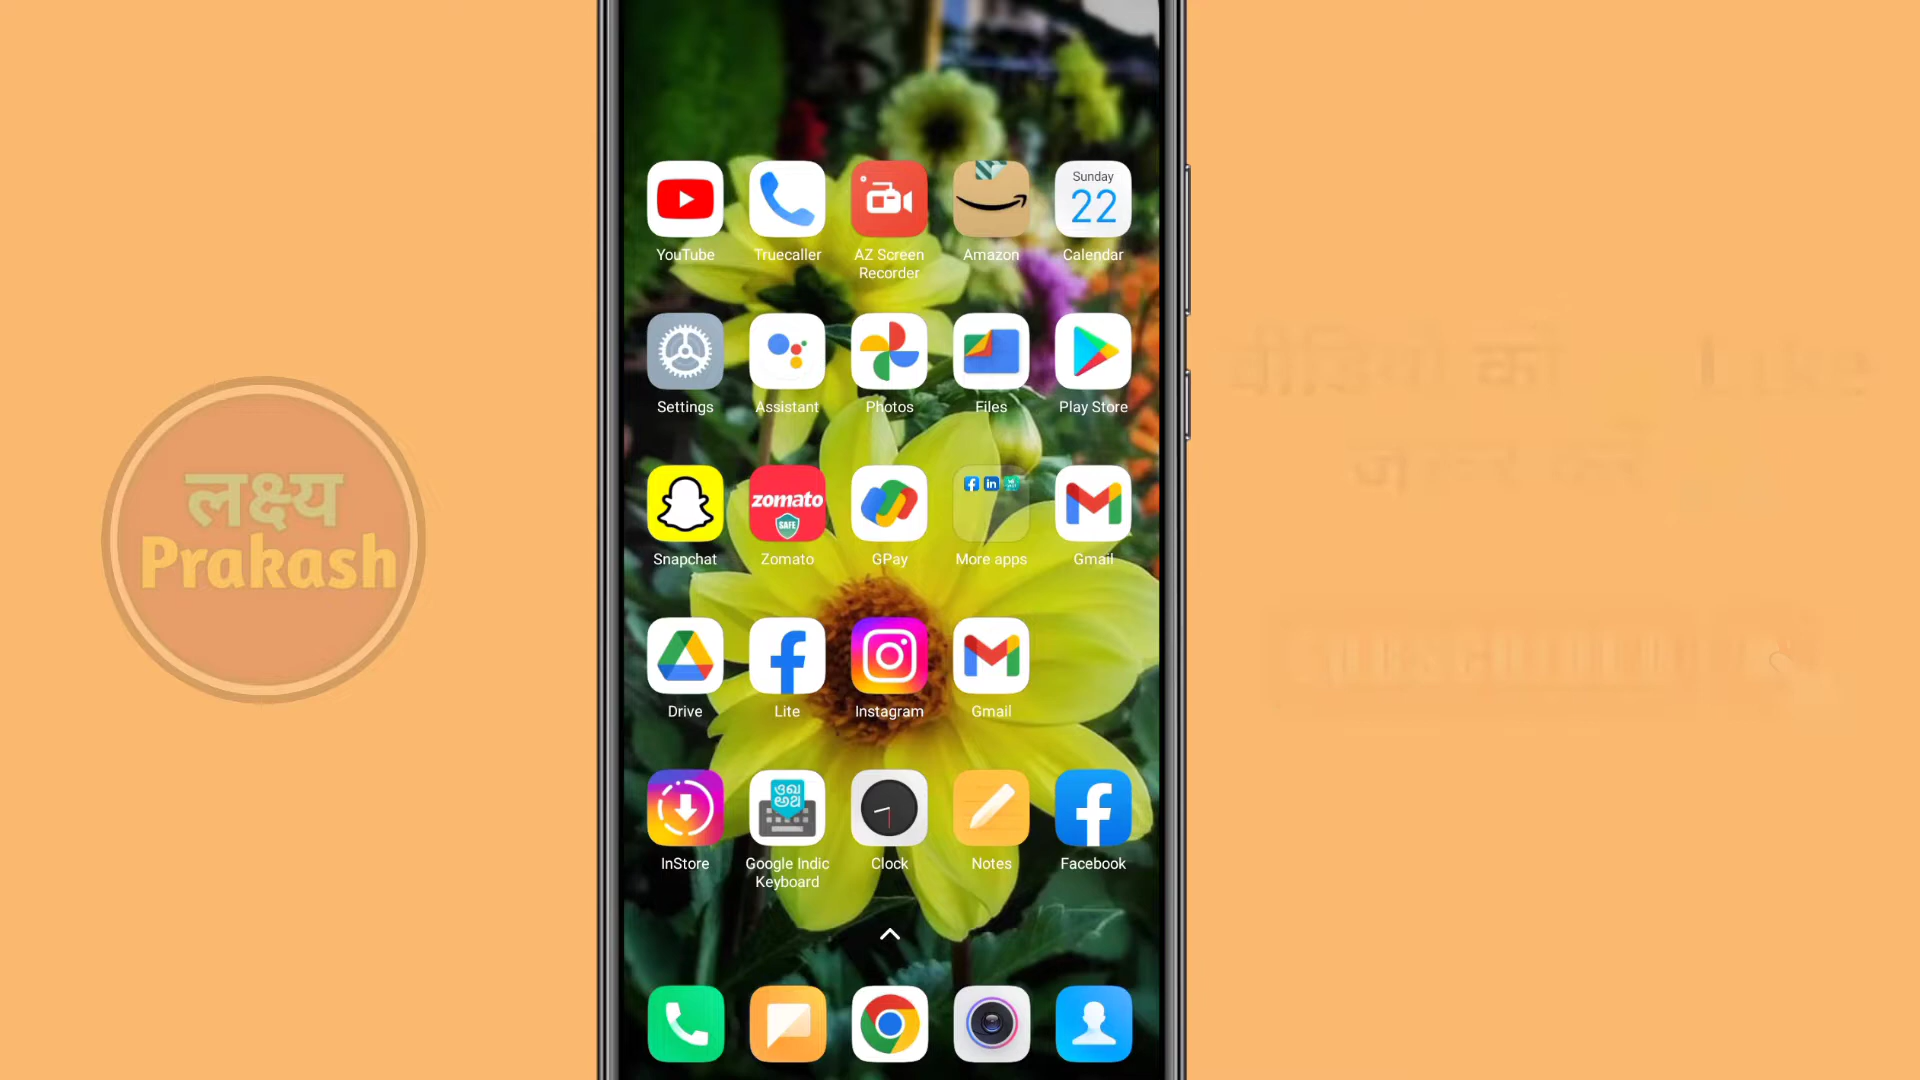 Sunday
22
YouTube
Truecaller
AZ Screen
Recorder
Amazon
Calendar
Settings
Assistant
Photos
Files
Play Store
लक्ष्य
Prakash
zomato
SAFE
in
Snapchat
Zomato
GPay
More apps
Gmail
Drive
Lite
Instagram
Gmail
InStore
Google Indic
Keyboard
Clock
Notes
Facebook